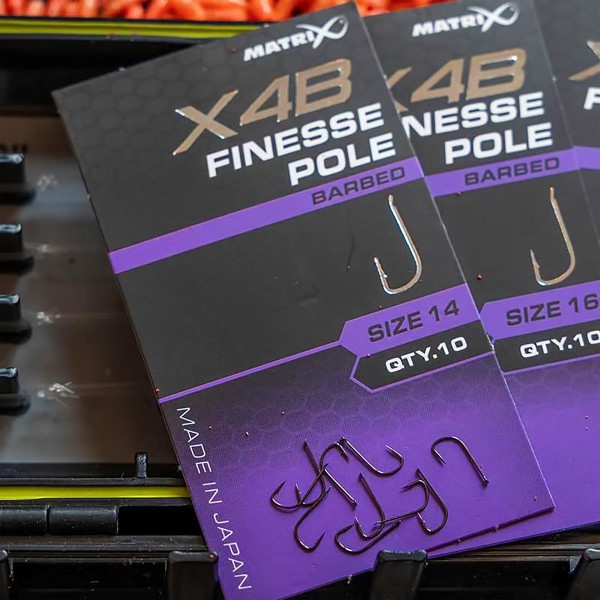 MATRIX
X4B
FINESSE
POLE
BARBED
SIZE 14
QTY.10
MADE IN JAPAN
MATRIX
X4B
NESSE
POLE
BARBED
SIZE 16
QTY.10